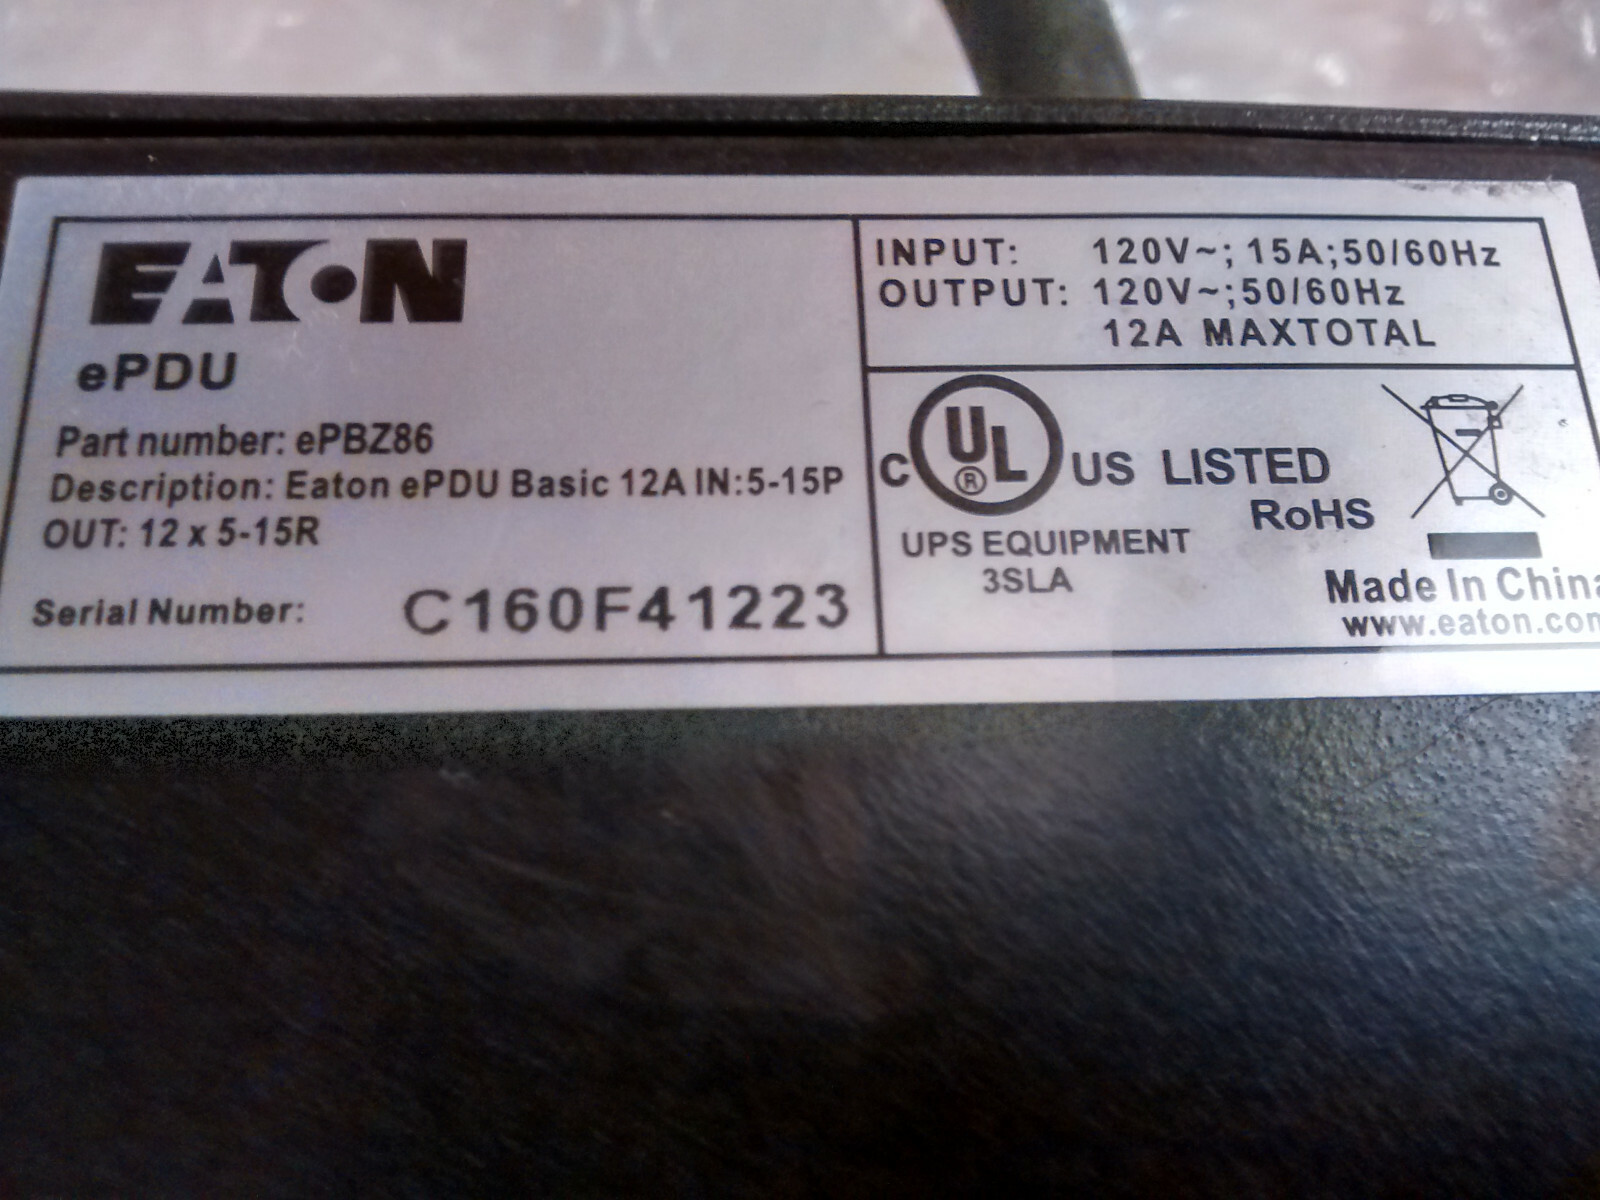 EATON
ePDU
Part number: ePBZ86
Description: Eaton ePDU Basic 12A IN:5-15P
OUT: 12 x 5-15R
Serial Number: C160F41223
INPUT: 120V~; 15A;50/60Hz
OUTPUT: 120V~;50/60Hz
12A MAXTOTAL
C UL ® US LISTED
RoHS
UPS EQUIPMENT
3SLA
Made In China
www.eaton.com